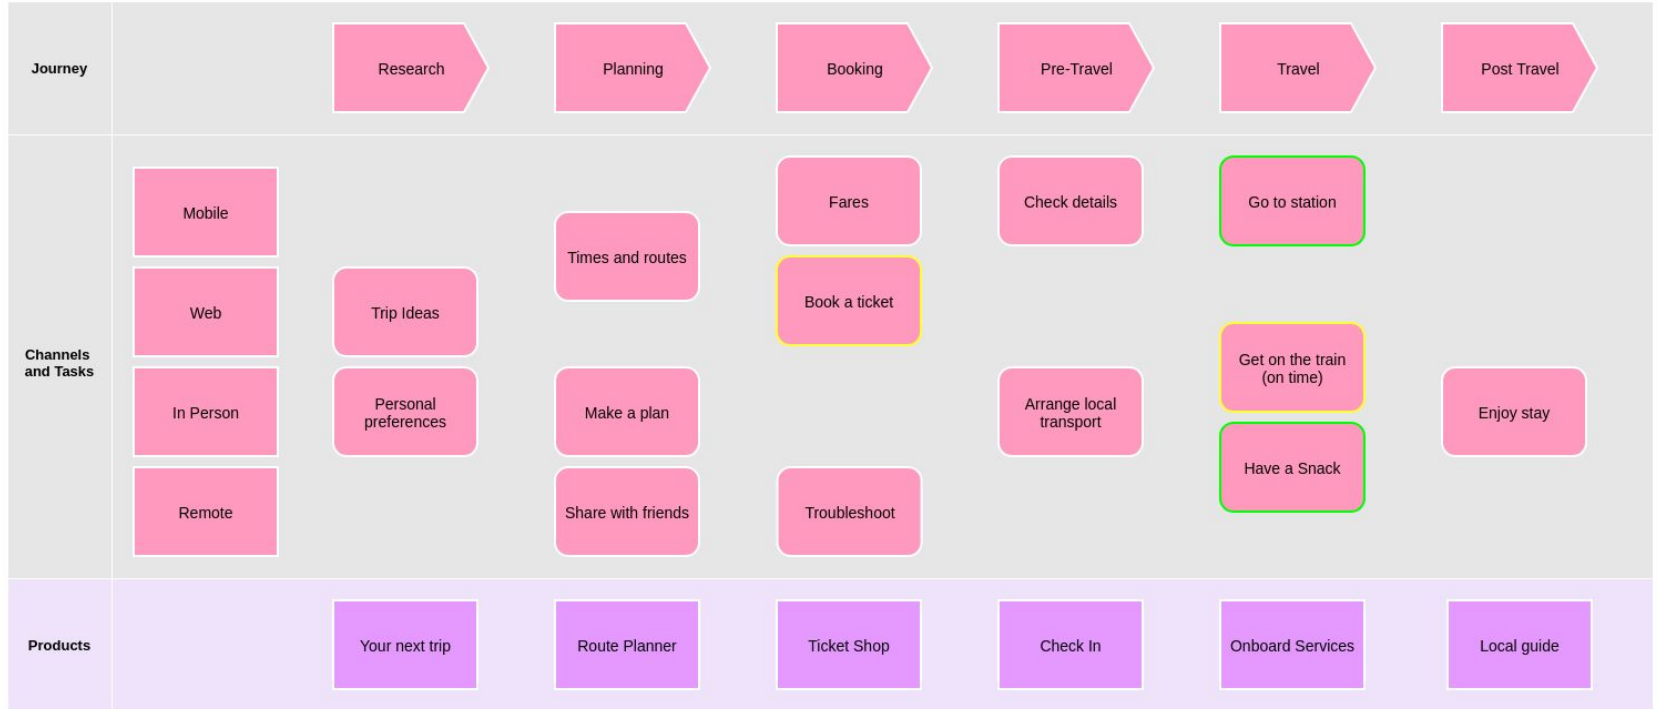 Journey
Research
Planning
Booking
Pre-Travel
Travel
Post Travel
Channels
and Tasks
Mobile
Web
In Person
Remote
Trip Ideas
Personal
preferences
Times and routes
Make a plan
Share with friends
Fares
Book a ticket
Troubleshoot
Check details
Arrange local
transport
Go to station
Get on the train
(on time)
Have a Snack
Enjoy stay
Products
Your next trip
Route Planner
Ticket Shop
Check In
Onboard Services
Local guide